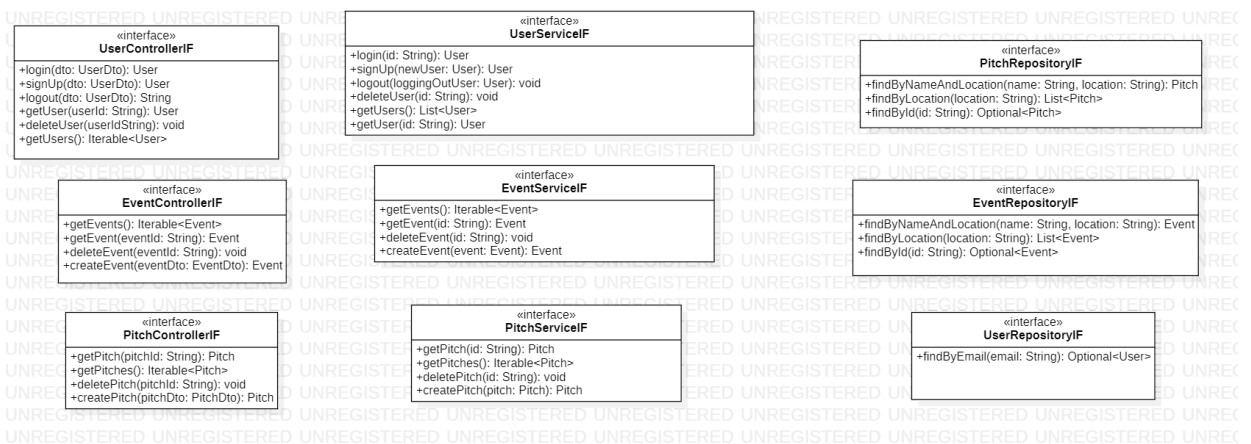 «interface»
UserControllerIF
+login(dto: UserDto): User
+signUp(dto: UserDto): User
+logout(dto: UserDto): String
+getUser(userId: String): User
+deleteUser(userIdString): void
+getUsers(): Iterable<User>
«interface»
UserServiceIF
+login(id: String): User
+signUp(newUser: User): User
+logout(loggingOutUser: User): void
+deleteUser(id: String): void
+getUsers(): List<User>
+getUser(id: String): User
«interface»
PitchRepositoryIF
+findByNameAndLocation(name: String, location: String): Pitch
+findByLocation(location: String): List<Pitch>
+findById(id: String): Optional<Pitch>
«interface»
EventControllerIF
+getEvents(): Iterable<Event>
+getEvent(eventId: String): Event
+deleteEvent(eventId: String): void
+createEvent(eventDto: EventDto): Event
«interface»
EventServiceIF
+getEvents(): Iterable<Event>
+getEvent(id: String): Event
+deleteEvent(id: String): void
+createEvent(event: Event): Event
«interface»
EventRepositoryIF
+findByNameAndLocation(name: String, location: String): Event
+findByLocation(location: String): List<Event>
+findById(id: String): Optional<Event>
«interface»
PitchControllerIF
+getPitch(pitchId: String): Pitch
+getPitches(): Iterable<Pitch>
+deletePitch(pitchId: String): void
+createPitch(pitchDto: PitchDto): Pitch
«interface»
PitchServiceIF
+getPitch(id: String): Pitch
+getPitches(): Iterable<Pitch>
+deletePitch(id: String): void
+createPitch(pitch: Pitch): Pitch
«interface»
UserRepositoryIF
+findByEmail(email: String): Optional<User>
UNREGISTERED UNREGISTERED UNREGISTERED UNREGISTERED UNREGISTERED UNREGISTERED